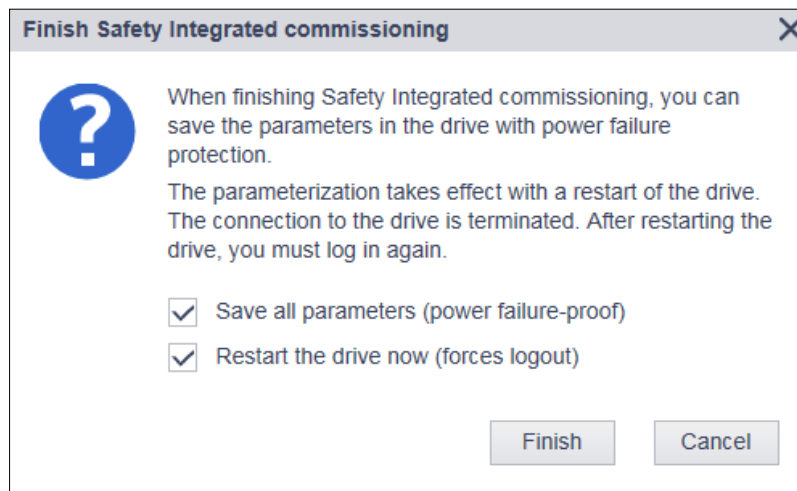 Finish Safety Integrated commissioning
When finishing Safety Integrated commissioning, you can
save the parameters in the drive with power failure
protection.
The parameterization takes effect with a restart of the drive.
The connection to the drive is terminated. After restarting the
drive, you must log in again.
Save all parameters (power failure-proof)
Restart the drive now (forces logout)
Finish
Cancel